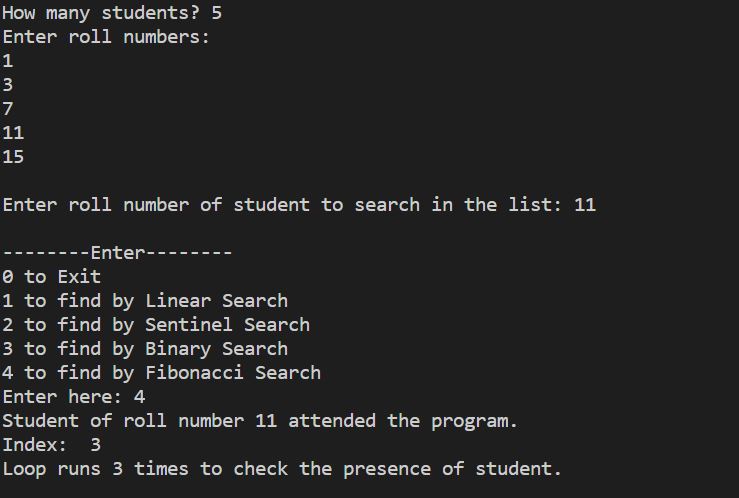 How many students? 5
Enter roll numbers:
1
3
7
11
15
Enter roll number of student to search in the list: 11
--------Enter--------
0 to Exit
1 to find by Linear Search
2 to find by Sentinel Search
3 to find by Binary Search
4 to find by Fibonacci Search
Enter here: 4
Student of roll number 11 attended the program.
Index:  3
Loop runs 3 times to check the presence of student.